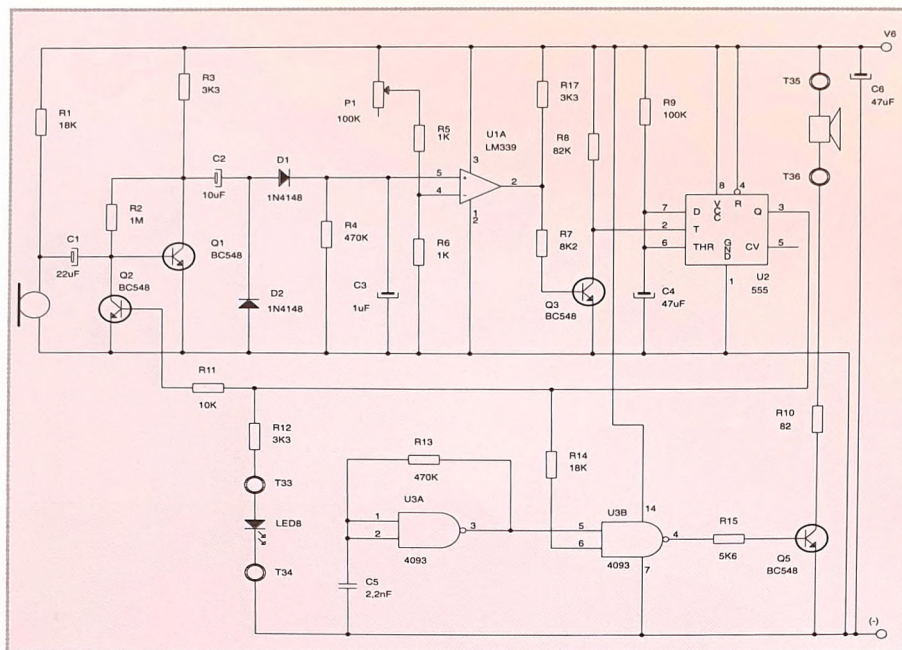 V6
R3
3K3
R1
18K
P1
100K
R5
1K
U1A
LM339
R17
3K3
R8
82K
R9
100K
T35
C6
47uF
T36
C2
10uF
D1
1N4148
R2
1M
C1
22uF
Q1
BC548
Q2
BC548
D2
1N4148
R4
470K
C3
1uF
R6
1K
3
5
+
4
-
2
1
2
R7
8K2
Q3
BC548
C4
47uF
8
4
7
D
V
C
C
R
Q
3
2
T
6
THR
G
N
D
CV
5
1
U2
555
R11
10K
R12
3K3
T33
LED8
T34
R13
470K
U3A
1
2
3
4093
C5
2,2nF
R14
18K
U3B
14
5
6
4
4093
7
R15
5K6
R10
82
Q5
BC548
(-)